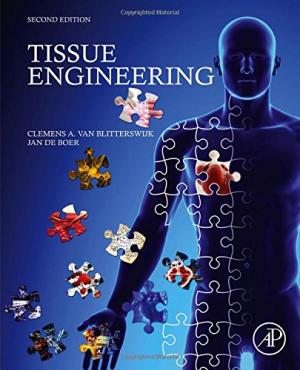 SECOND EDITION
TISSUE
ENGINEERING
CLEMENS A. VAN BLITTERSWIJK
JAN DE BOER
AP